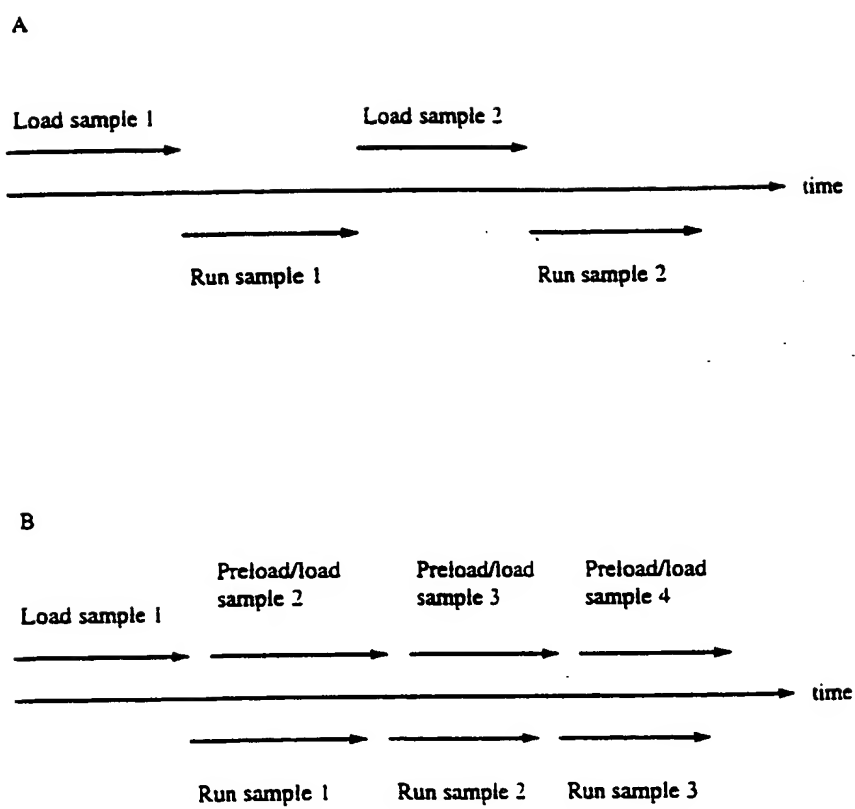 A
Load sample 1
Load sample 2
time
Run sample 1
Run sample 2
B
Preload/load
sample 2
Preload/load
sample 3
Preload/load
sample 4
Load sample 1
time
Run sample 1
Run sample 2
Run sample 3